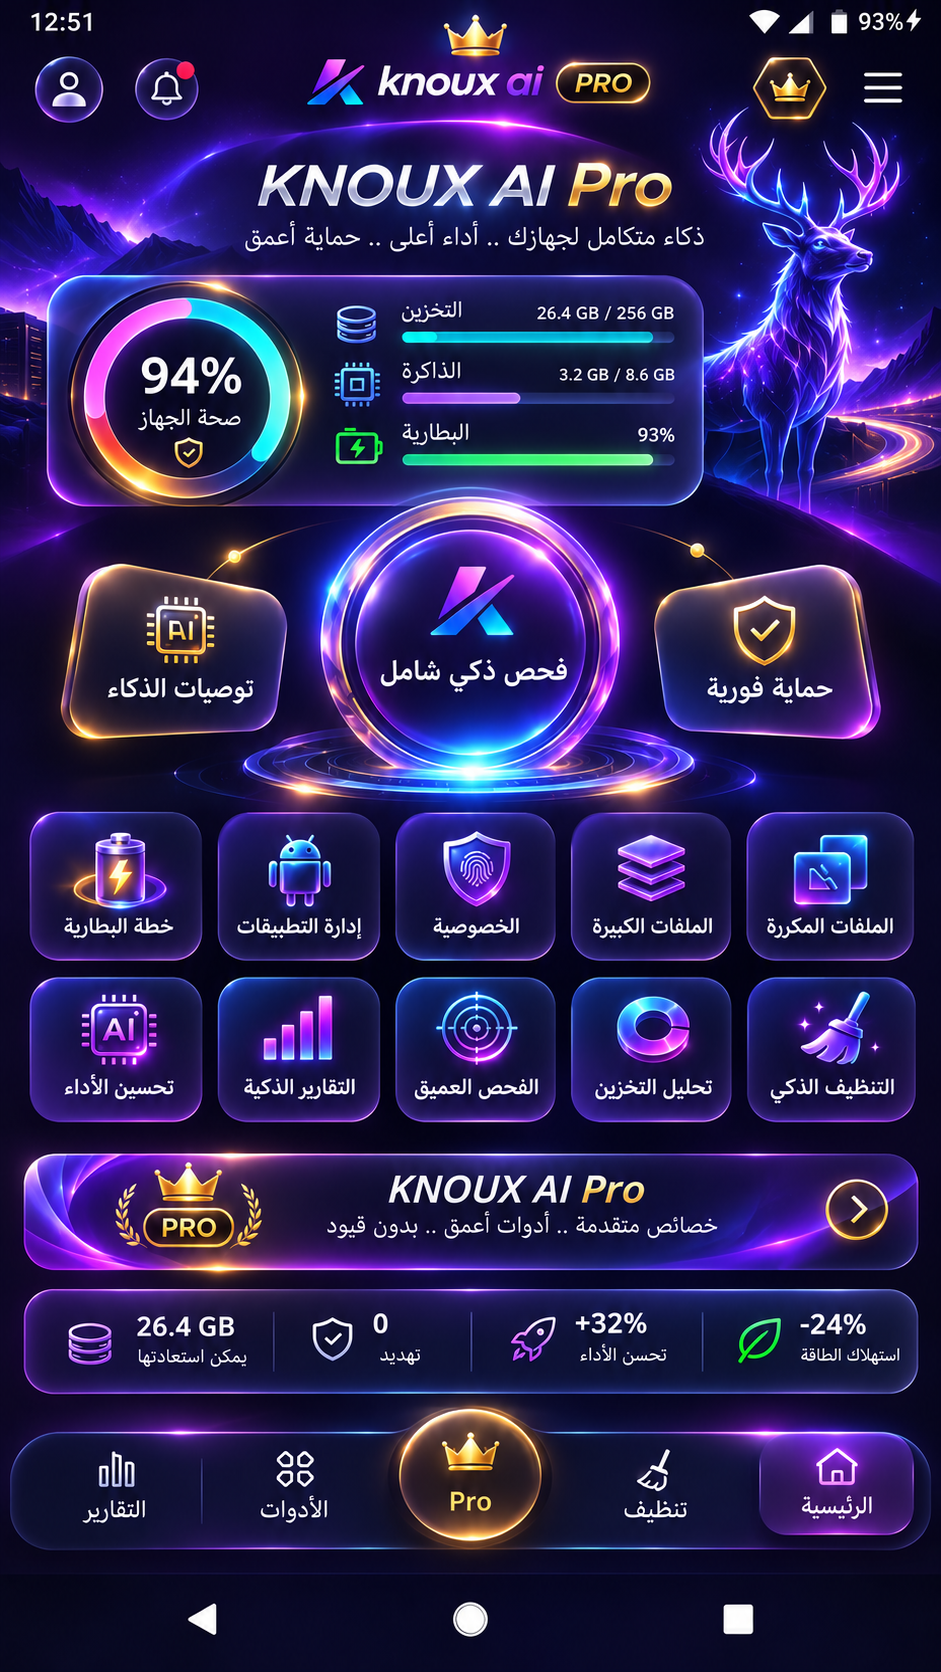 12:51
93%
knoux ai PRO
KNOUX AI Pro
ذكاء متكامل لجهازك .. أداء أعلى .. حماية أعمق
94%
صحة الجهاز
التخزين 26.4 GB / 256 GB
الذاكرة 3.2 GB / 8.6 GB
البطارية 93%
AI
توصيات الذكاء
فحص ذكي شامل
حماية فورية
الملفات المكررة
الملفات الكبيرة
الخصوصية
إدارة التطبيقات
خطة البطارية
التنظيف الذكي
تحليل التخزين
الفحص العميق
التقارير الذكية
AI
تحسين الأداء
PRO
KNOUX AI Pro
خصائص متقدمة .. أدوات أعمق .. بدون قيود
26.4 GB
يمكن استعادتها
0
تهديد
+32%
تحسن الأداء
-24%
استهلاك الطاقة
الرئيسية
تنظيف
Pro
الأدوات
التقارير